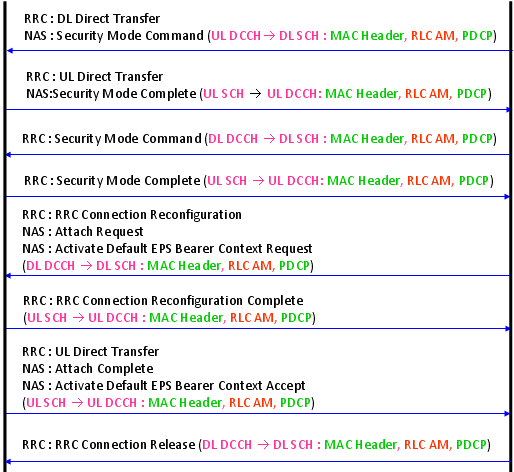 RRC : DL Direct Transfer
NAS : Security Mode Command (UL DCCH → DL SCH : MAC Header, RLC AM, PDCP)
RRC : UL Direct Transfer
NAS:Security Mode Complete (UL SCH → UL DCCH: MAC Header, RLC AM, PDCP)
RRC : Security Mode Command (DL DCCH → DL SCH : MAC Header, RLC AM, PDCP)
RRC : Security Mode Complete (UL SCH → UL DCCH: MAC Header, RLC AM, PDCP)
RRC : RRC Connection Reconfiguration
NAS : Attach Request
NAS : Activate Default EPS Bearer Context Request
(DL DCCH → DL SCH : MAC Header, RLC AM, PDCP)
RRC : RRC Connection Reconfiguration Complete
(UL SCH → UL DCCH : MAC Header, RLC AM, PDCP)
RRC : UL Direct Transfer
NAS : Attach Complete
NAS : Activate Default EPS Bearer Context Accept
(UL SCH → UL DCCH : MAC Header, RLC AM, PDCP)
RRC : RRC Connection Release (DL DCCH → DL SCH : MAC Header, RLC AM, PDCP)